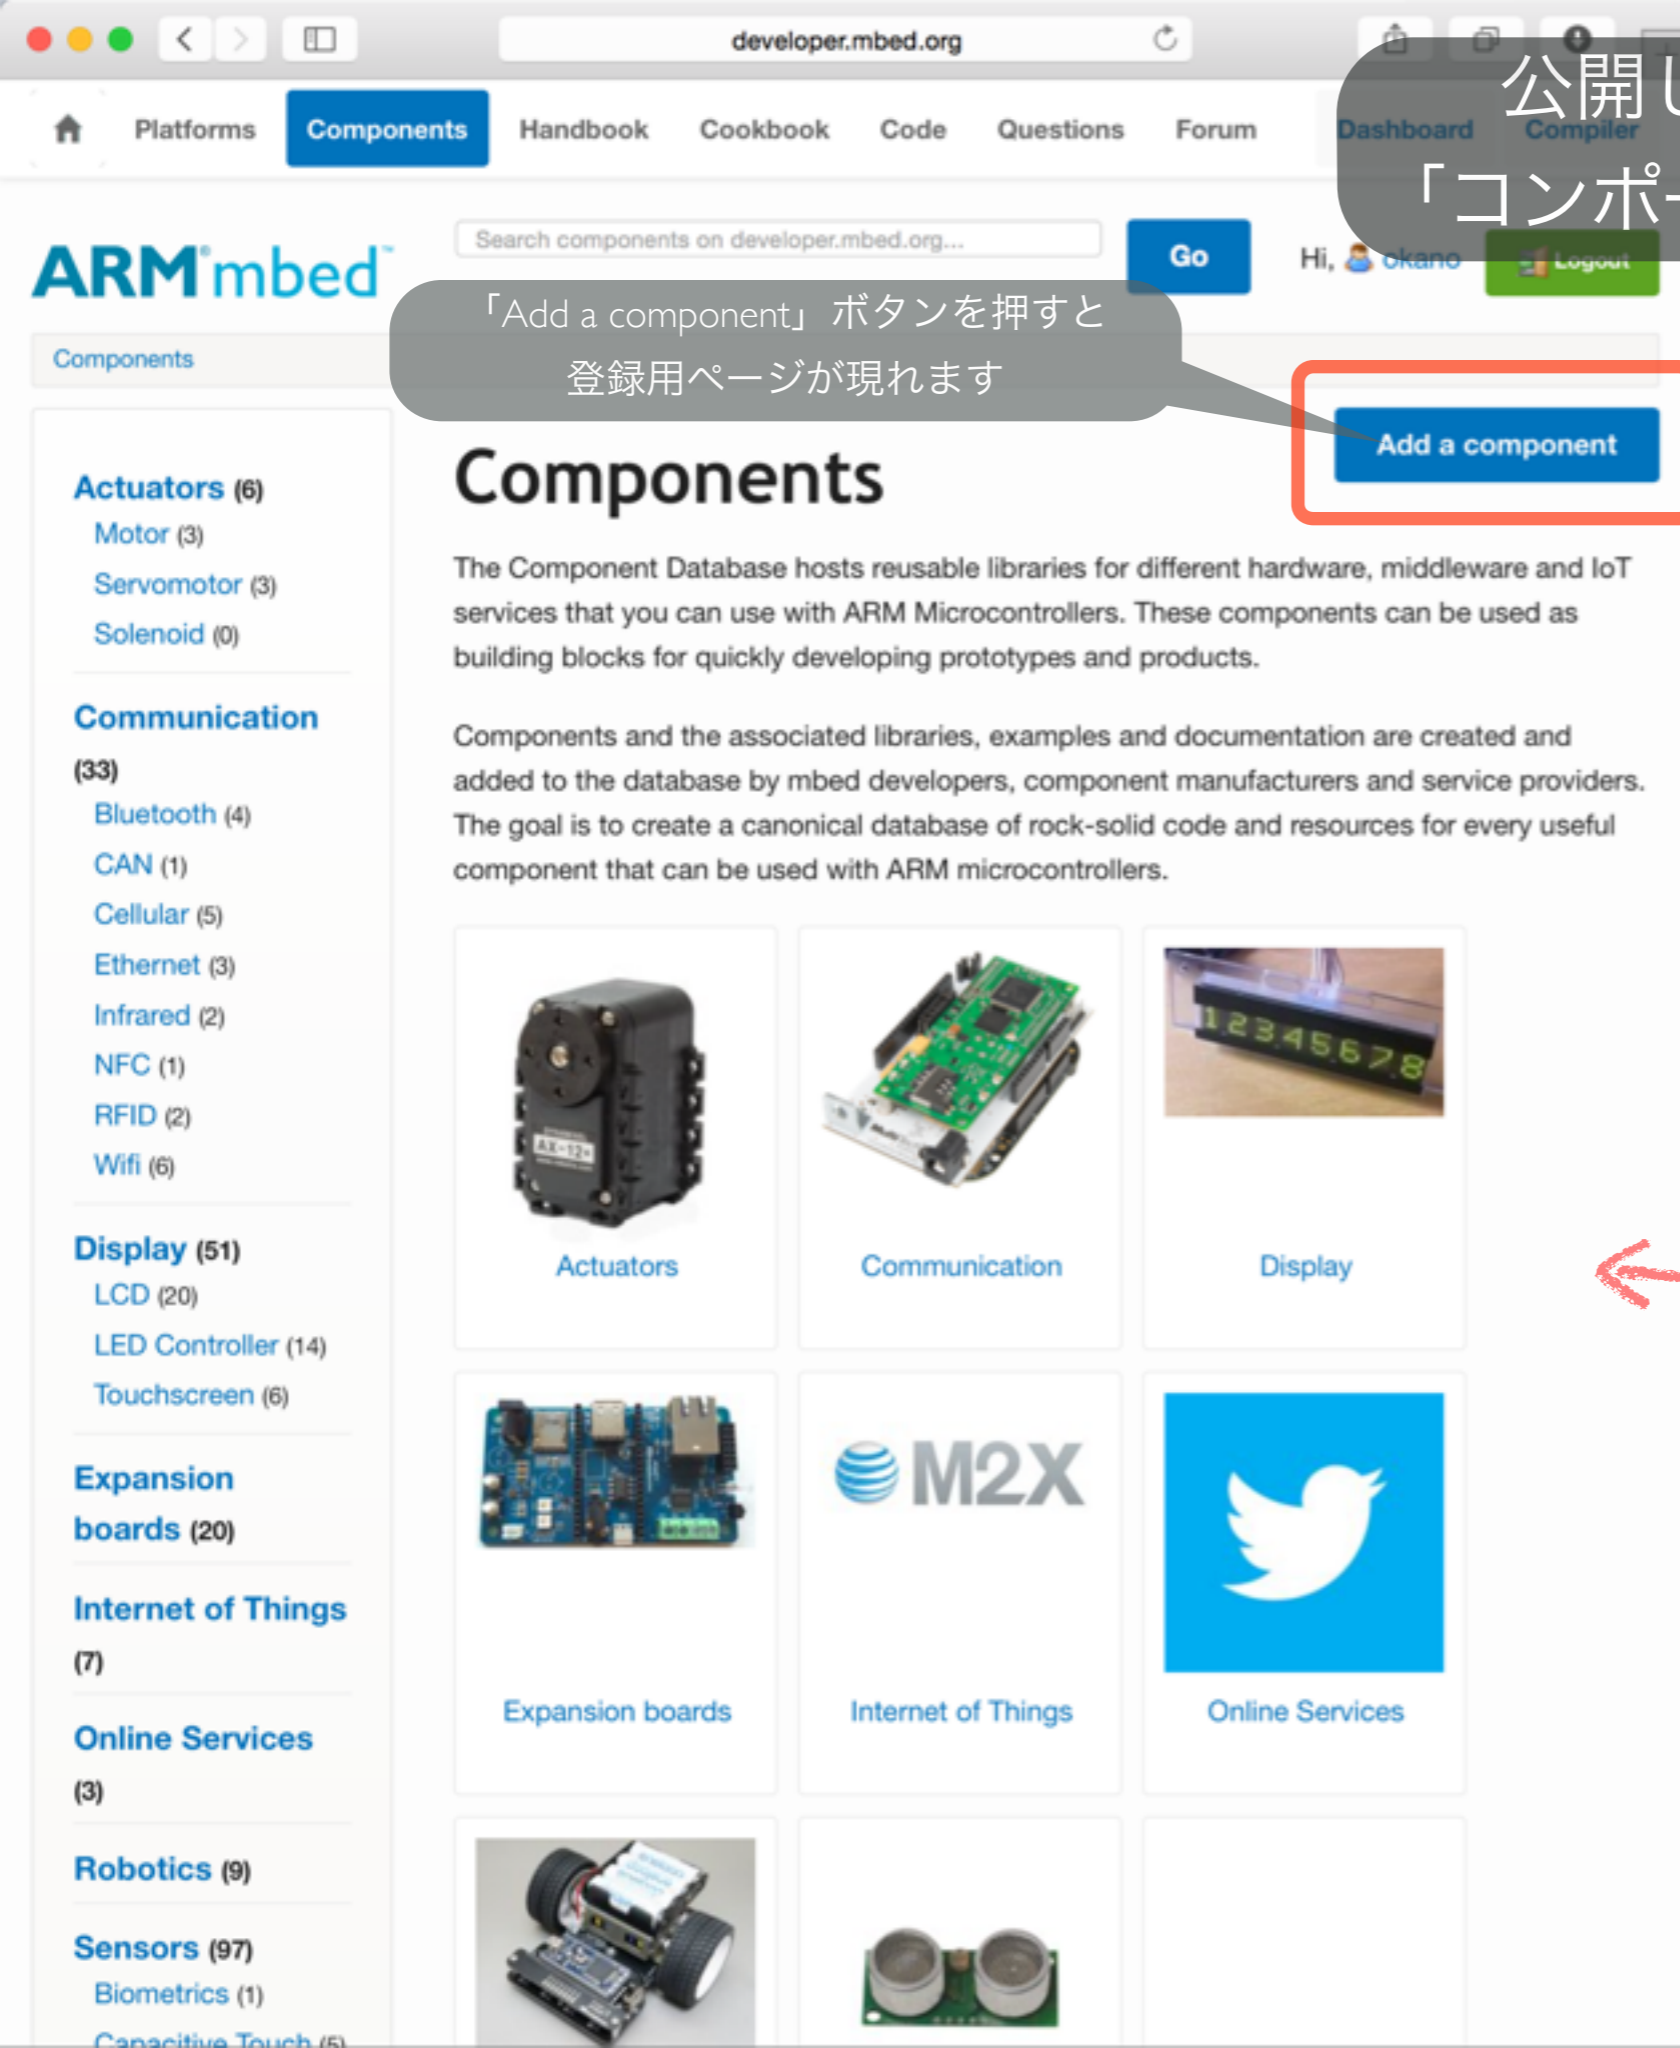 developer.mbed.org
公開し
「コンポー
Platforms
Components
Handbook
Cookbook
Code
Questions
Forum
Dashboard
Compiler
ARM®mbed™
Search components on developer.mbed.org...
Go
Hi, okano
Logout
「Add a component」ボタンを押すと
登録用ページが現れます
Components
Add a component
Actuators (6)
Motor (3)
Servomotor (3)
Solenoid (0)
Communication
(33)
Bluetooth (4)
CAN (1)
Cellular (5)
Ethernet (3)
Infrared (2)
NFC (1)
RFID (2)
Wifi (6)
Display (51)
LCD (20)
LED Controller (14)
Touchscreen (6)
Expansion
boards (20)
Internet of Things
(7)
Online Services
(3)
Robotics (9)
Sensors (97)
Biometrics (1)
Capacitive Touch (5)
Components
The Component Database hosts reusable libraries for different hardware, middleware and IoT
services that you can use with ARM Microcontrollers. These components can be used as
building blocks for quickly developing prototypes and products.
Components and the associated libraries, examples and documentation are created and
added to the database by mbed developers, component manufacturers and service providers.
The goal is to create a canonical database of rock-solid code and resources for every useful
component that can be used with ARM microcontrollers.
AX-12+
12345678
Actuators
Communication
Display
M2X
Expansion boards
Internet of Things
Online Services